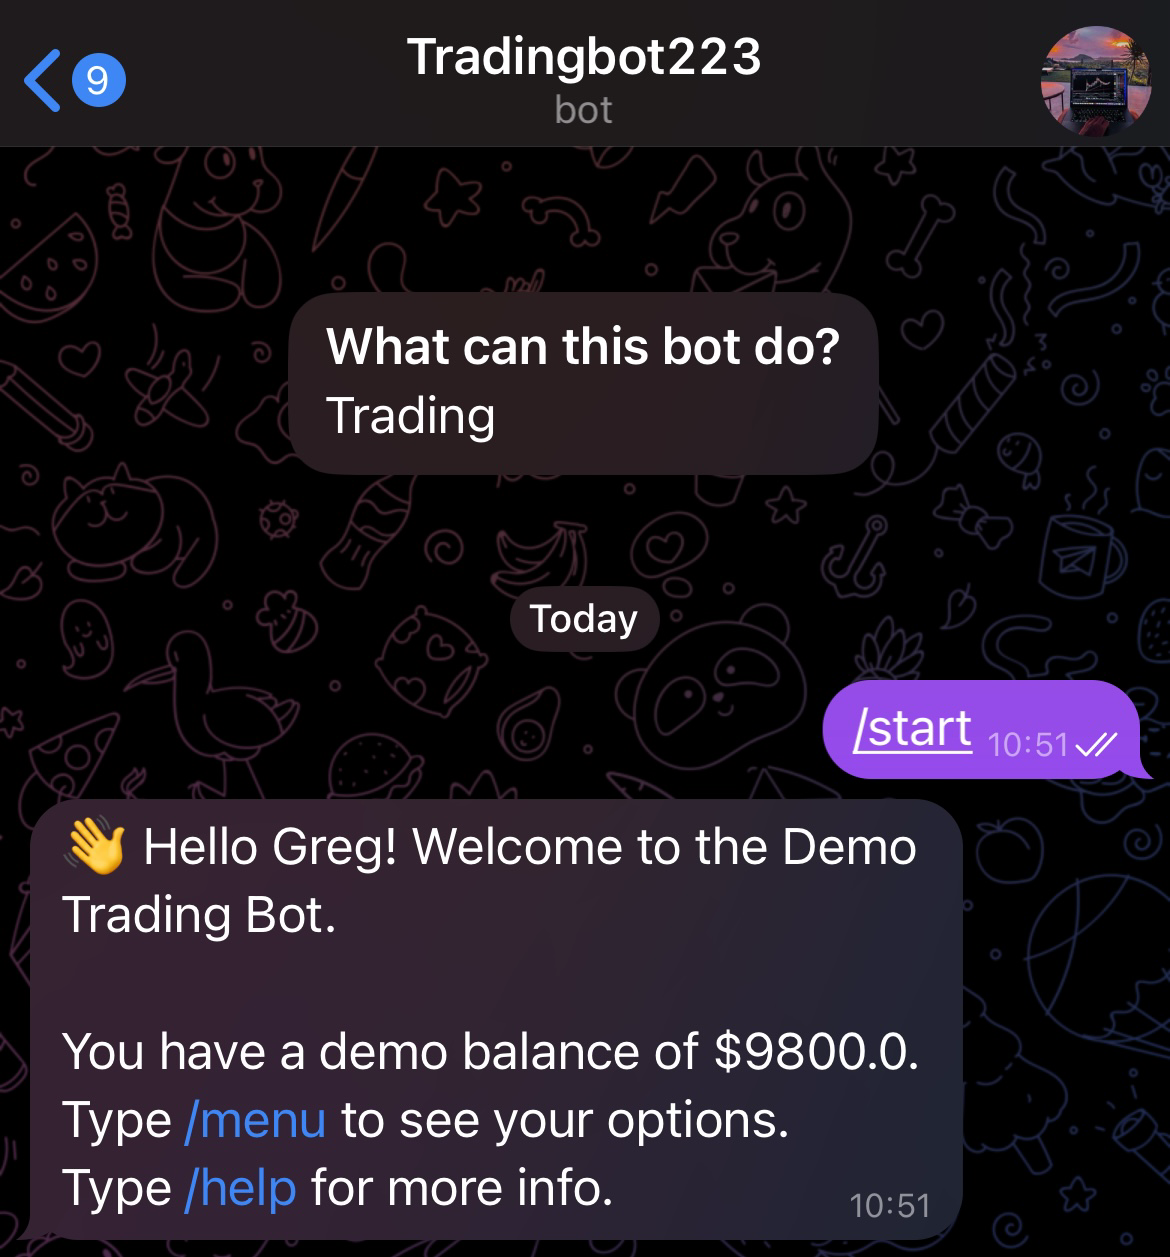 9
Tradingbot223
bot
What can this bot do?
Trading
Today
/start 10:51
👋 Hello Greg! Welcome to the Demo
Trading Bot.
You have a demo balance of $9800.0.
Type /menu to see your options.
Type /help for more info.
10:51